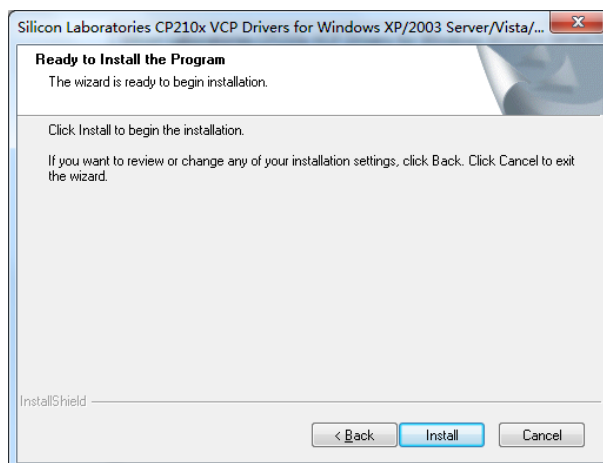 Silicon Laboratories CP210x VCP Drivers for Windows XP/2003 Server/Vista/...
Ready to Install the Program
The wizard is ready to begin installation.
Click Install to begin the installation.
If you want to review or change any of your installation settings, click Back. Click Cancel to exit
the wizard.
InstallShield
< Back
Install
Cancel